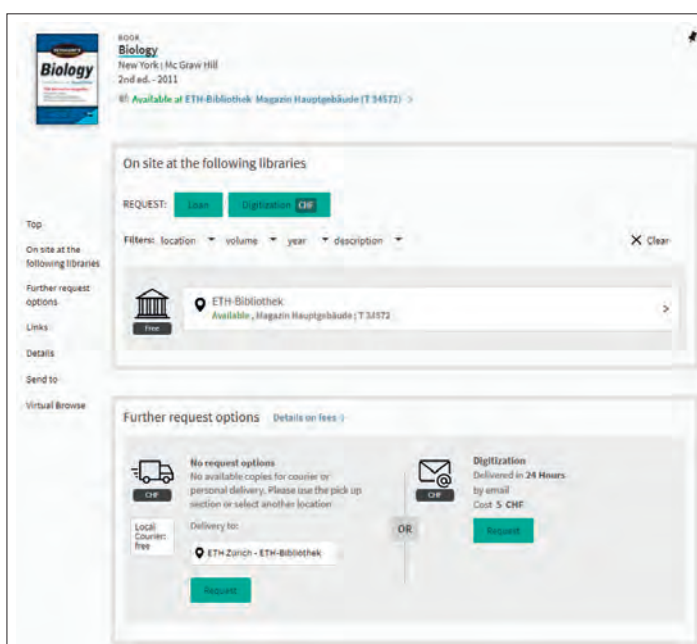 BOOK
Biology
New York : Mc Graw Hill
2nd ed. - 2011
Available at ETH-Bibliothek Magazin Hauptgebäude (T 34572) >
Biology
On site at the following libraries
REQUEST: Loan Digitization CHF
Filters: location volume year description Clear
ETH-Bibliothek
Available , Magazin Hauptgebäude ; T 34572
Free
Top
On site at the
following libraries
Further request
options
Links
Details
Send to
Virtual Browse
Further request options Details on fees
No request options
No available copies for courier or
personal delivery. Please use the pick up
section or select another location
CHF
Local
Courier:
free
Delivery to:
ETH Zürich - ETH-Bibliothek
Request
OR
Digitization
Delivered in 24 Hours
by email
Cost 5 CHF
CHF
Request